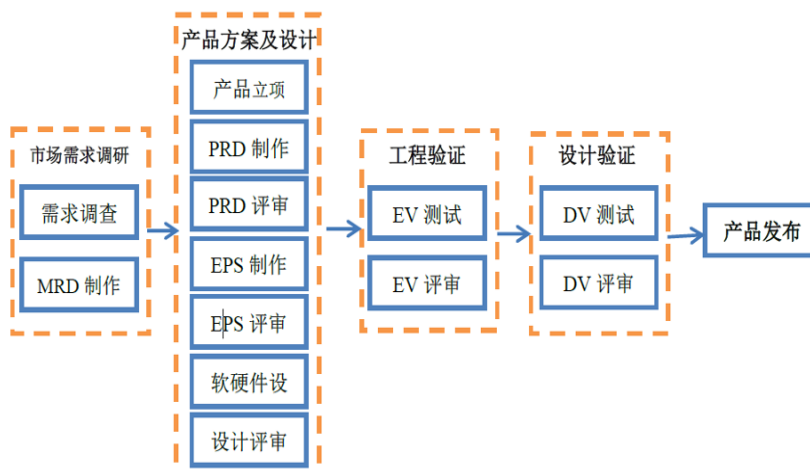 市场需求调研
需求调查
MRD 制作
产品方案及设计
产品立项
PRD 制作
PRD 评审
EPS 制作
EPS 评审
软硬件设
设计评审
工程验证
EV 测试
EV 评审
设计验证
DV 测试
DV 评审
产品发布